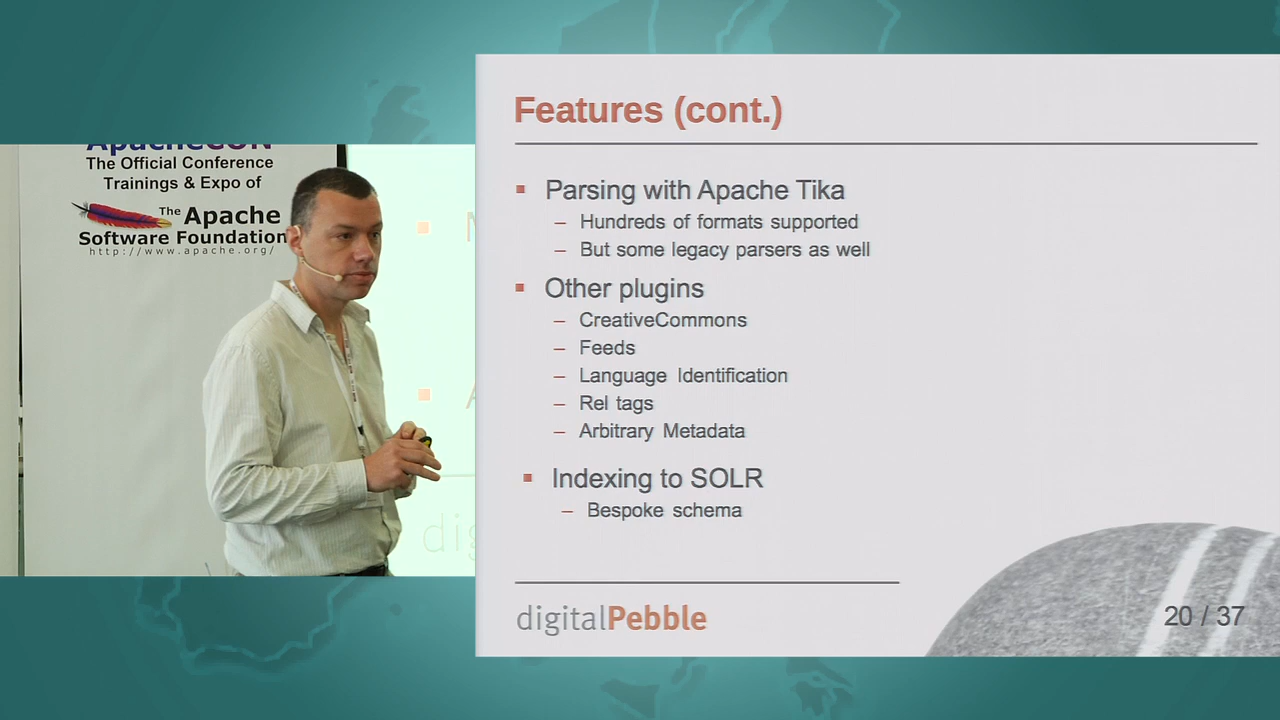 ApacheCON
The Official Conference
Trainings & Expo of
The Apache
Software Foundation
http://www.apache.org/
Features (cont.)
Parsing with Apache Tika
– Hundreds of formats supported
– But some legacy parsers as well
Other plugins
– CreativeCommons
– Feeds
– Language Identification
– Rel tags
– Arbitrary Metadata
Indexing to SOLR
– Bespoke schema
digitalPebble
20 / 37